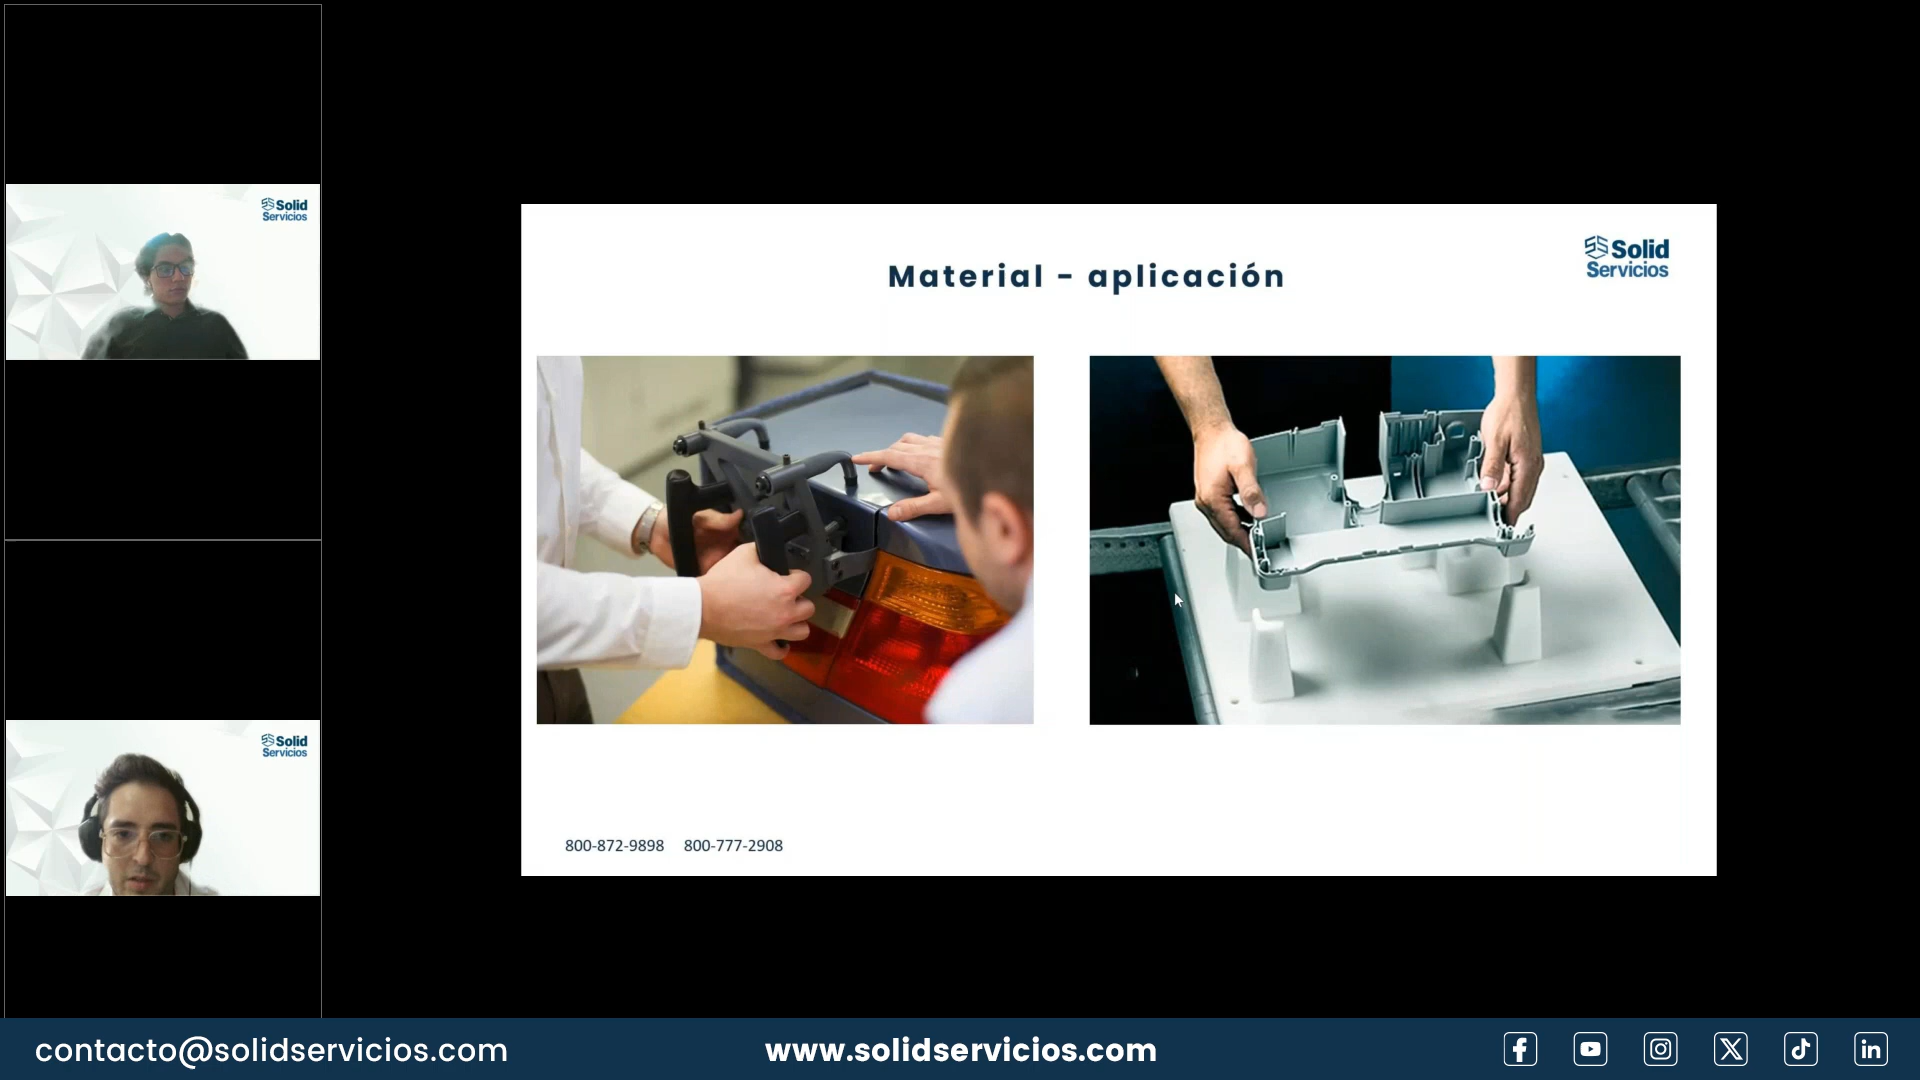 Solid
Servicios
Solid
Servicios
Material - aplicación
Solid
Servicios
800-872-9898 800-777-2908
contacto@solidservicios.com
www.solidservicios.com